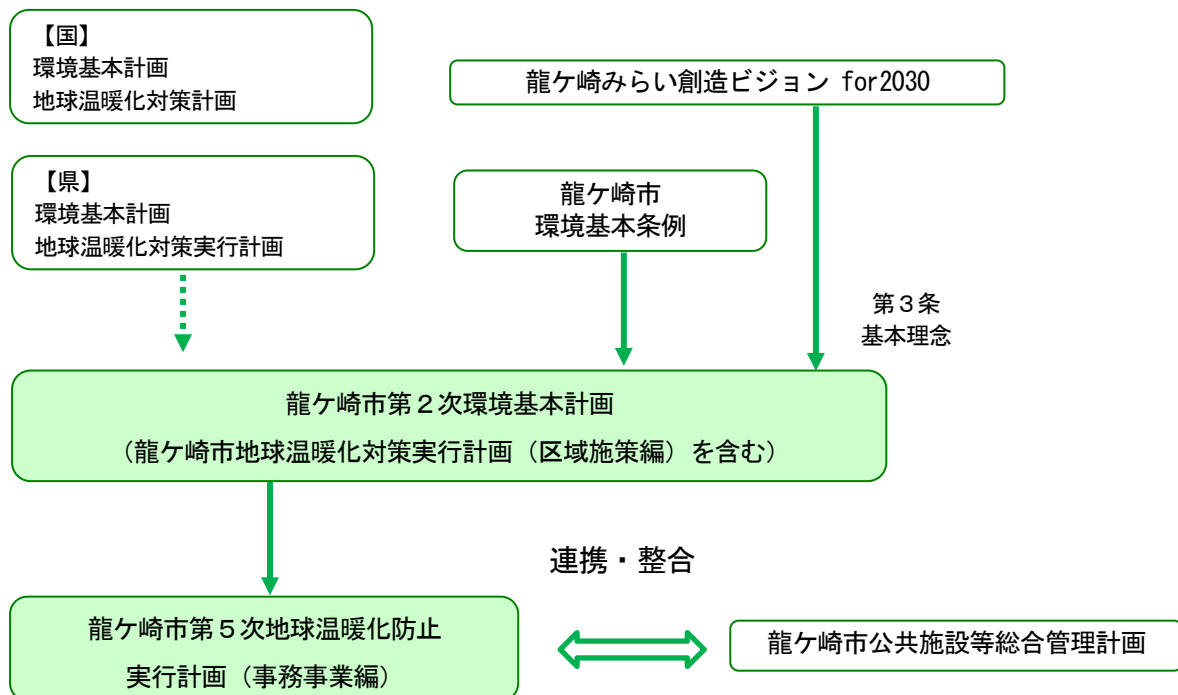 【国】
環境基本計画
地球温暖化対策計画
龍ケ崎みらい創造ビジョン for2030
【県】
環境基本計画
地球温暖化対策実行計画
龍ケ崎市
環境基本条例
第３条
基本理念
龍ケ崎市第２次環境基本計画
（龍ケ崎市地球温暖化対策実行計画（区域施策編）を含む）
連携・整合
龍ケ崎市第５次地球温暖化防止
実行計画（事務事業編）
龍ケ崎市公共施設等総合管理計画